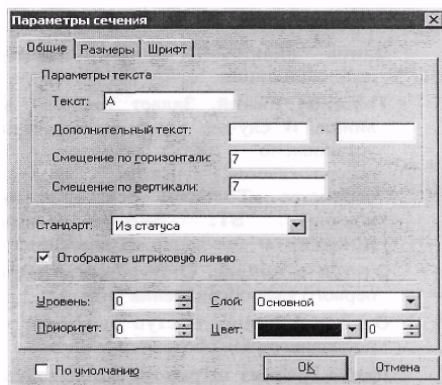 Параметры сечения
Общие Размеры Шрифт
Параметры текста
Текст: А
Дополнительный текст: -
Смещение по горизонтали: 7
Смещение по вертикали: 7
Стандарт: Из статуса
Отображать штриховую линию
Уровень: 0 Слой: Основной
Приоритет: 0 Цвет: 0
По умолчанию OK Отмена